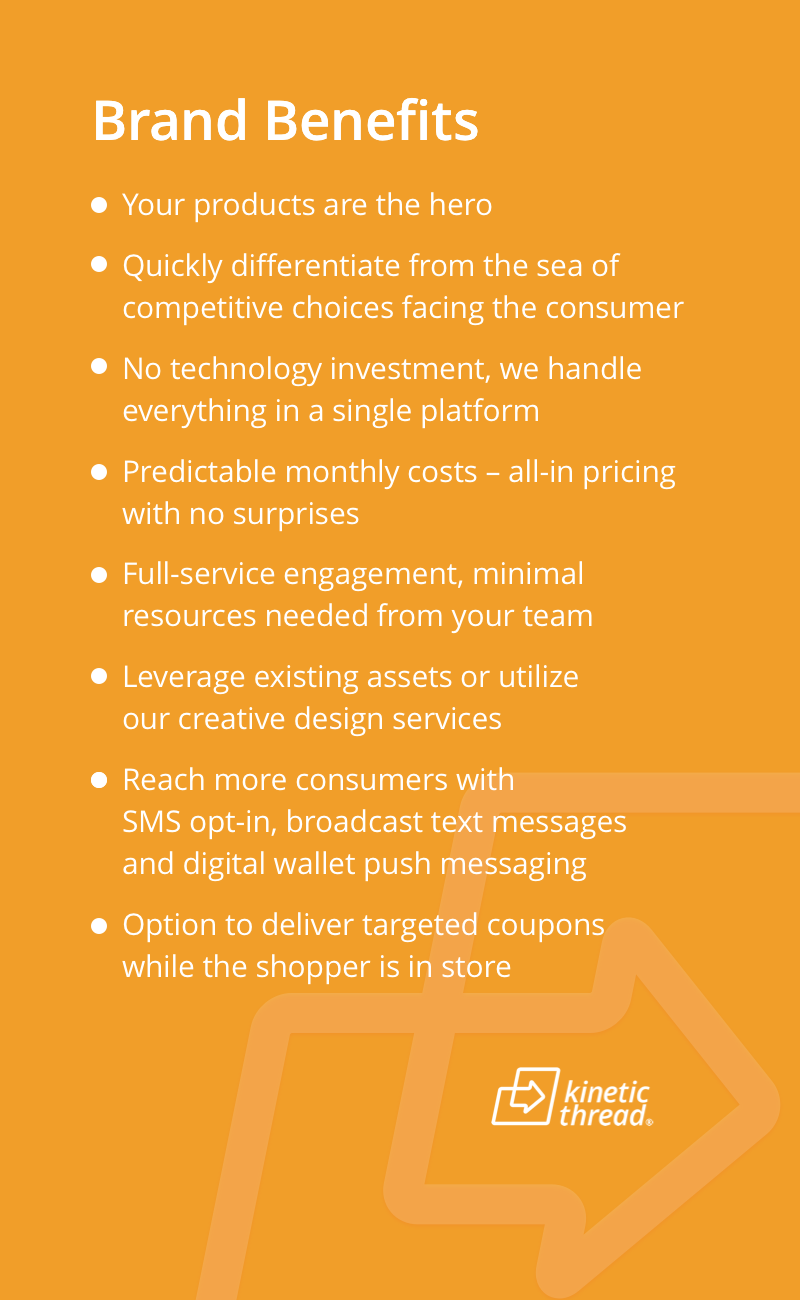 Brand Benefits
Your products are the hero
Quickly differentiate from the sea of
competitive choices facing the consumer
No technology investment, we handle
everything in a single platform
Predictable monthly costs – all-in pricing
with no surprises
Full-service engagement, minimal
resources needed from your team
Leverage existing assets or utilize
our creative design services
Reach more consumers with
SMS opt-in, broadcast text messages
and digital wallet push messaging
Option to deliver targeted coupons
while the shopper is in store
kinetic
thread®